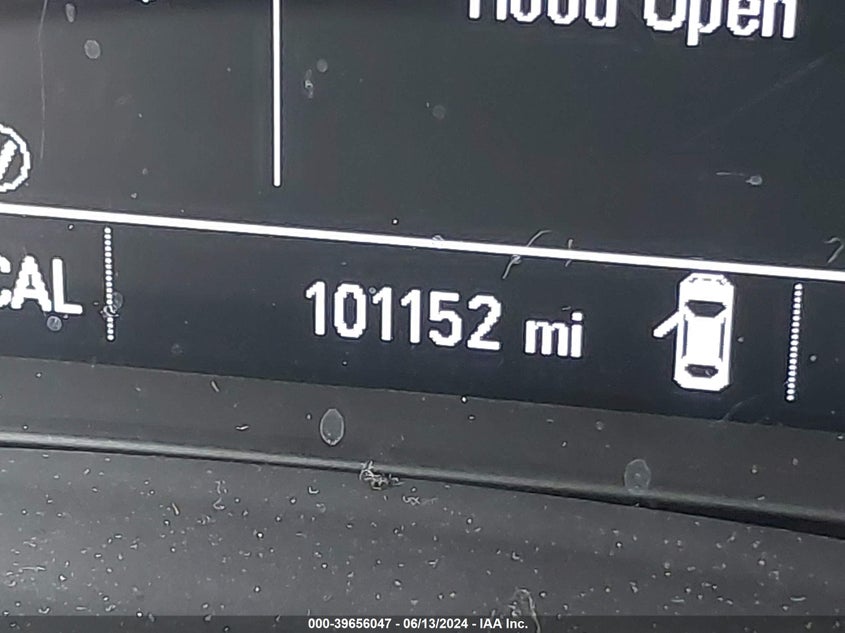 Hood Open
CAL
101152 mi
000-39656047 - 06/13/2024 - IAA Inc.